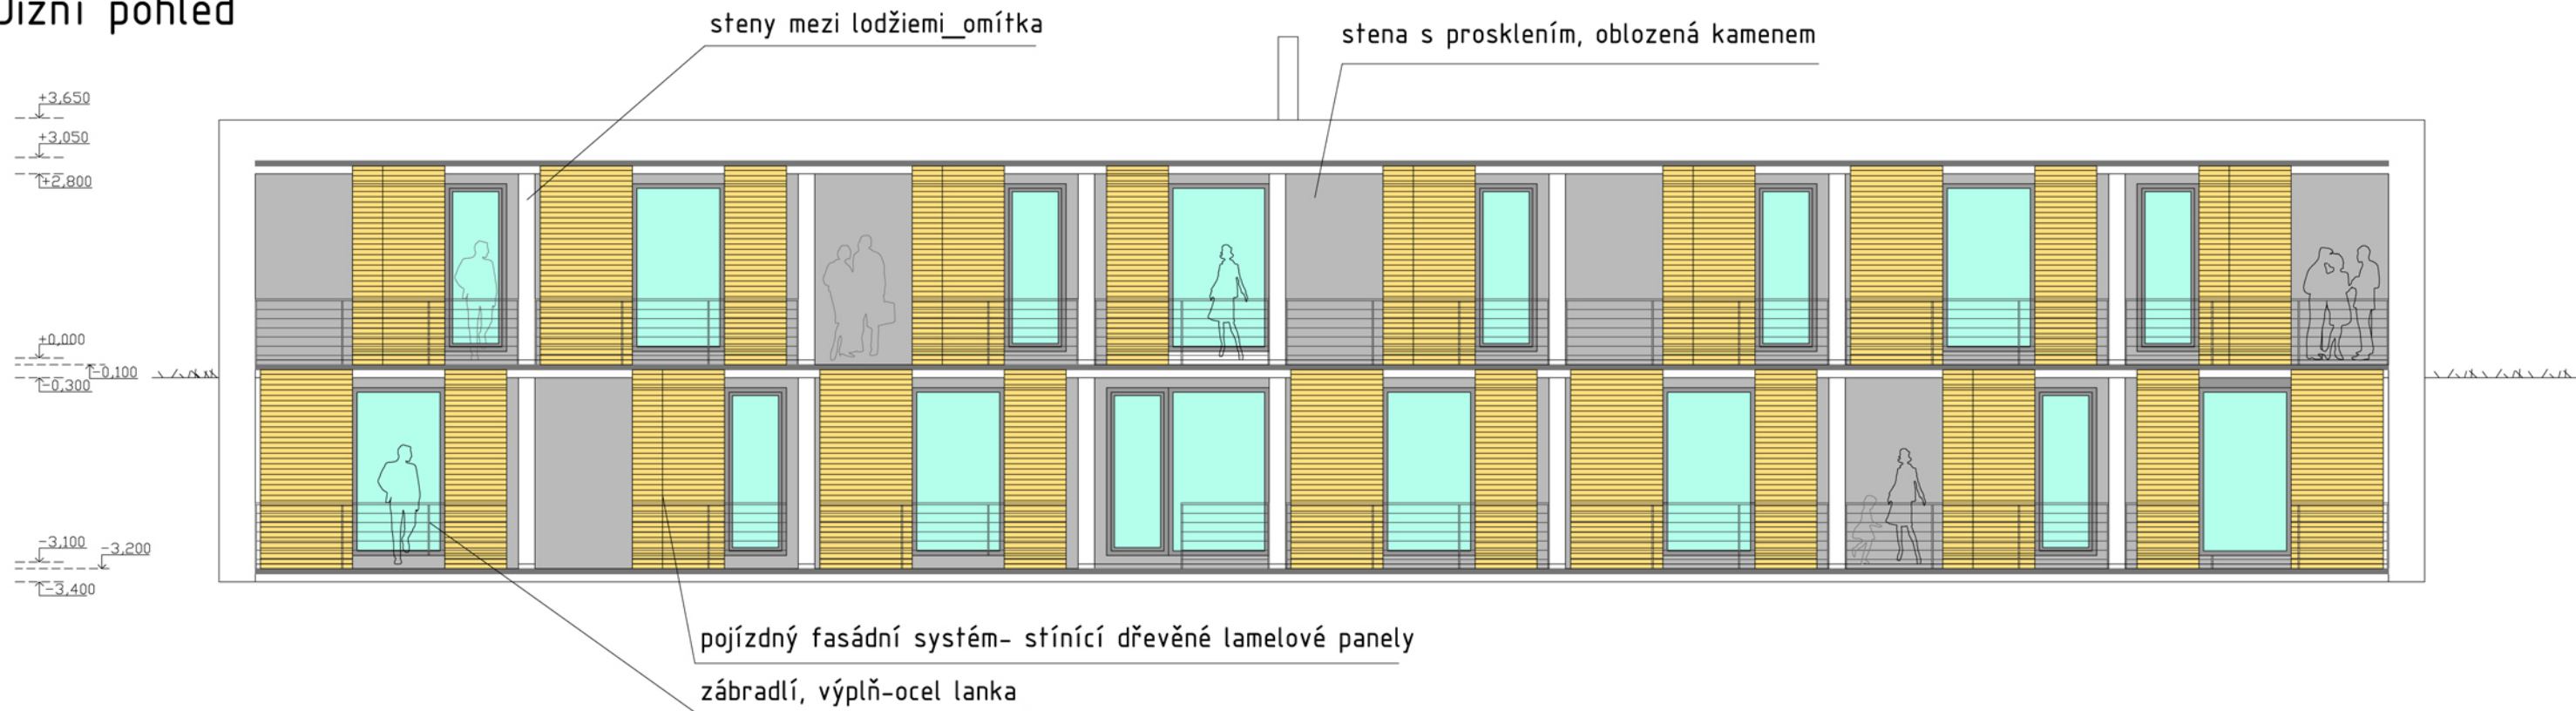 Jižní pohled
steny mezi lodžiemi_omítka
stena s prosklením, oblozená kamenem
+3,650
+3,050
+2,800
+0,000
-0,100
-0,300
-3,100
-3,200
-3,400
pojízdný fasádní systém- stínící dřevěné lamelové panely
zábradlí, výplň-ocel lanka